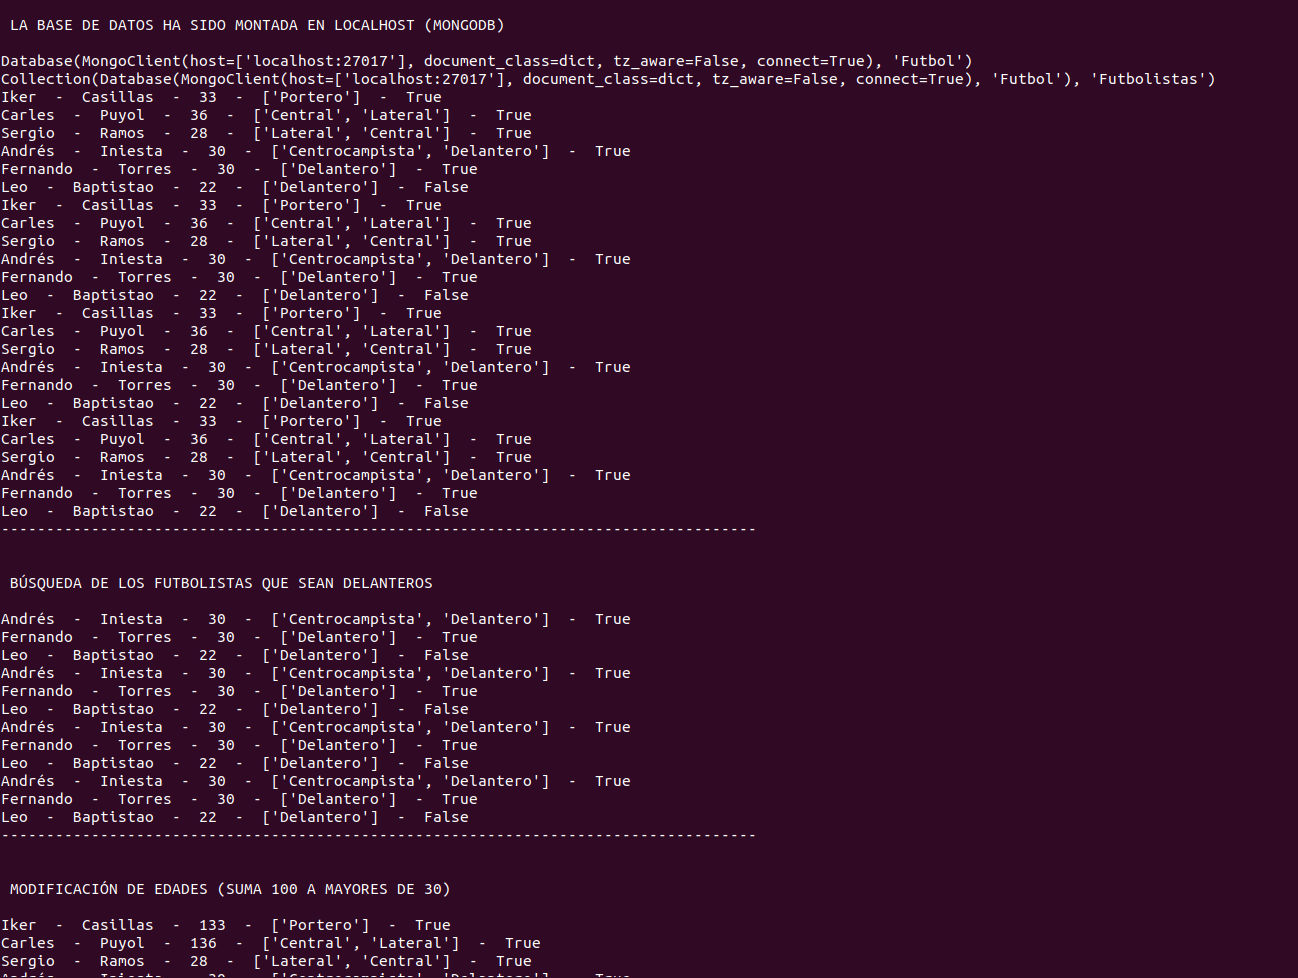 LA BASE DE DATOS HA SIDO MONTADA EN LOCALHOST (MONGODB)
Database(MongoClient(host=['localhost:27017'], document_class=dict, tz_aware=False, connect=True), 'Futbol')
Collection(Database(MongoClient(host=['localhost:27017'], document_class=dict, tz_aware=False, connect=True), 'Futbol'), 'Futbolistas')
Iker  -  Casillas  -  33  -  ['Portero']  -  True
Carles  -  Puyol  -  36  -  ['Central', 'Lateral']  -  True
Sergio  -  Ramos  -  28  -  ['Lateral', 'Central']  -  True
Andrés  -  Iniesta  -  30  -  ['Centrocampista', 'Delantero']  -  True
Fernando  -  Torres  -  30  -  ['Delantero']  -  True
Leo  -  Baptistao  -  22  -  ['Delantero']  -  False
Iker  -  Casillas  -  33  -  ['Portero']  -  True
Carles  -  Puyol  -  36  -  ['Central', 'Lateral']  -  True
Sergio  -  Ramos  -  28  -  ['Lateral', 'Central']  -  True
Andrés  -  Iniesta  -  30  -  ['Centrocampista', 'Delantero']  -  True
Fernando  -  Torres  -  30  -  ['Delantero']  -  True
Leo  -  Baptistao  -  22  -  ['Delantero']  -  False
Iker  -  Casillas  -  33  -  ['Portero']  -  True
Carles  -  Puyol  -  36  -  ['Central', 'Lateral']  -  True
Sergio  -  Ramos  -  28  -  ['Lateral', 'Central']  -  True
Andrés  -  Iniesta  -  30  -  ['Centrocampista', 'Delantero']  -  True
Fernando  -  Torres  -  30  -  ['Delantero']  -  True
Leo  -  Baptistao  -  22  -  ['Delantero']  -  False
Iker  -  Casillas  -  33  -  ['Portero']  -  True
Carles  -  Puyol  -  36  -  ['Central', 'Lateral']  -  True
Sergio  -  Ramos  -  28  -  ['Lateral', 'Central']  -  True
Andrés  -  Iniesta  -  30  -  ['Centrocampista', 'Delantero']  -  True
Fernando  -  Torres  -  30  -  ['Delantero']  -  True
Leo  -  Baptistao  -  22  -  ['Delantero']  -  False
------------------------------------------------------------------------------------
BÚSQUEDA DE LOS FUTBOLISTAS QUE SEAN DELANTEROS
Andrés  -  Iniesta  -  30  -  ['Centrocampista', 'Delantero']  -  True
Fernando  -  Torres  -  30  -  ['Delantero']  -  True
Leo  -  Baptistao  -  22  -  ['Delantero']  -  False
Andrés  -  Iniesta  -  30  -  ['Centrocampista', 'Delantero']  -  True
Fernando  -  Torres  -  30  -  ['Delantero']  -  True
Leo  -  Baptistao  -  22  -  ['Delantero']  -  False
Andrés  -  Iniesta  -  30  -  ['Centrocampista', 'Delantero']  -  True
Fernando  -  Torres  -  30  -  ['Delantero']  -  True
Leo  -  Baptistao  -  22  -  ['Delantero']  -  False
Andrés  -  Iniesta  -  30  -  ['Centrocampista', 'Delantero']  -  True
Fernando  -  Torres  -  30  -  ['Delantero']  -  True
Leo  -  Baptistao  -  22  -  ['Delantero']  -  False
------------------------------------------------------------------------------------
MODIFICACIÓN DE EDADES (SUMA 100 A MAYORES DE 30)
Iker  -  Casillas  -  133  -  ['Portero']  -  True
Carles  -  Puyol  -  136  -  ['Central', 'Lateral']  -  True
Sergio  -  Ramos  -  28  -  ['Lateral', 'Central']  -  True